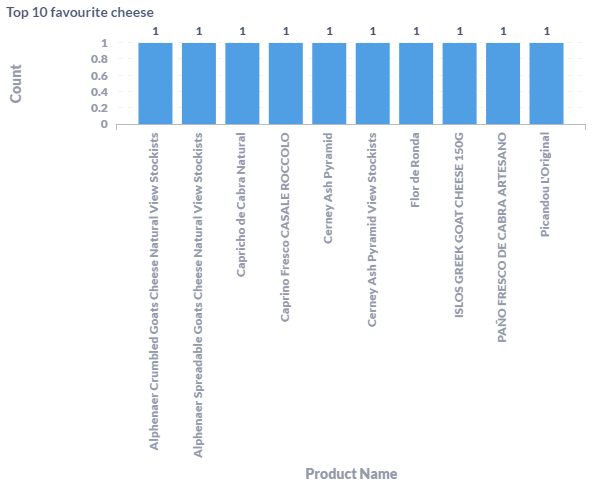 Top 10 favourite cheese
1 1 1 1 1 1 1 1 1 1
Count
1
0.8
0.6
0.4
0.2
0
Alphenaer Crumbled Goats Cheese Natural View Stockists
Alphenaer Spreadable Goats Cheese Natural View Stockists
Capricho de Cabra Natural
Caprino Fresco CASALE ROCCOLO
Cerney Ash Pyramid
Cerney Ash Pyramid View Stockists
Flor de Ronda
ISLOS GREEK GOAT CHEESE 150G
PAÑO FRESCO DE CABRA ARTESANO
Picandou L'Original
Product Name